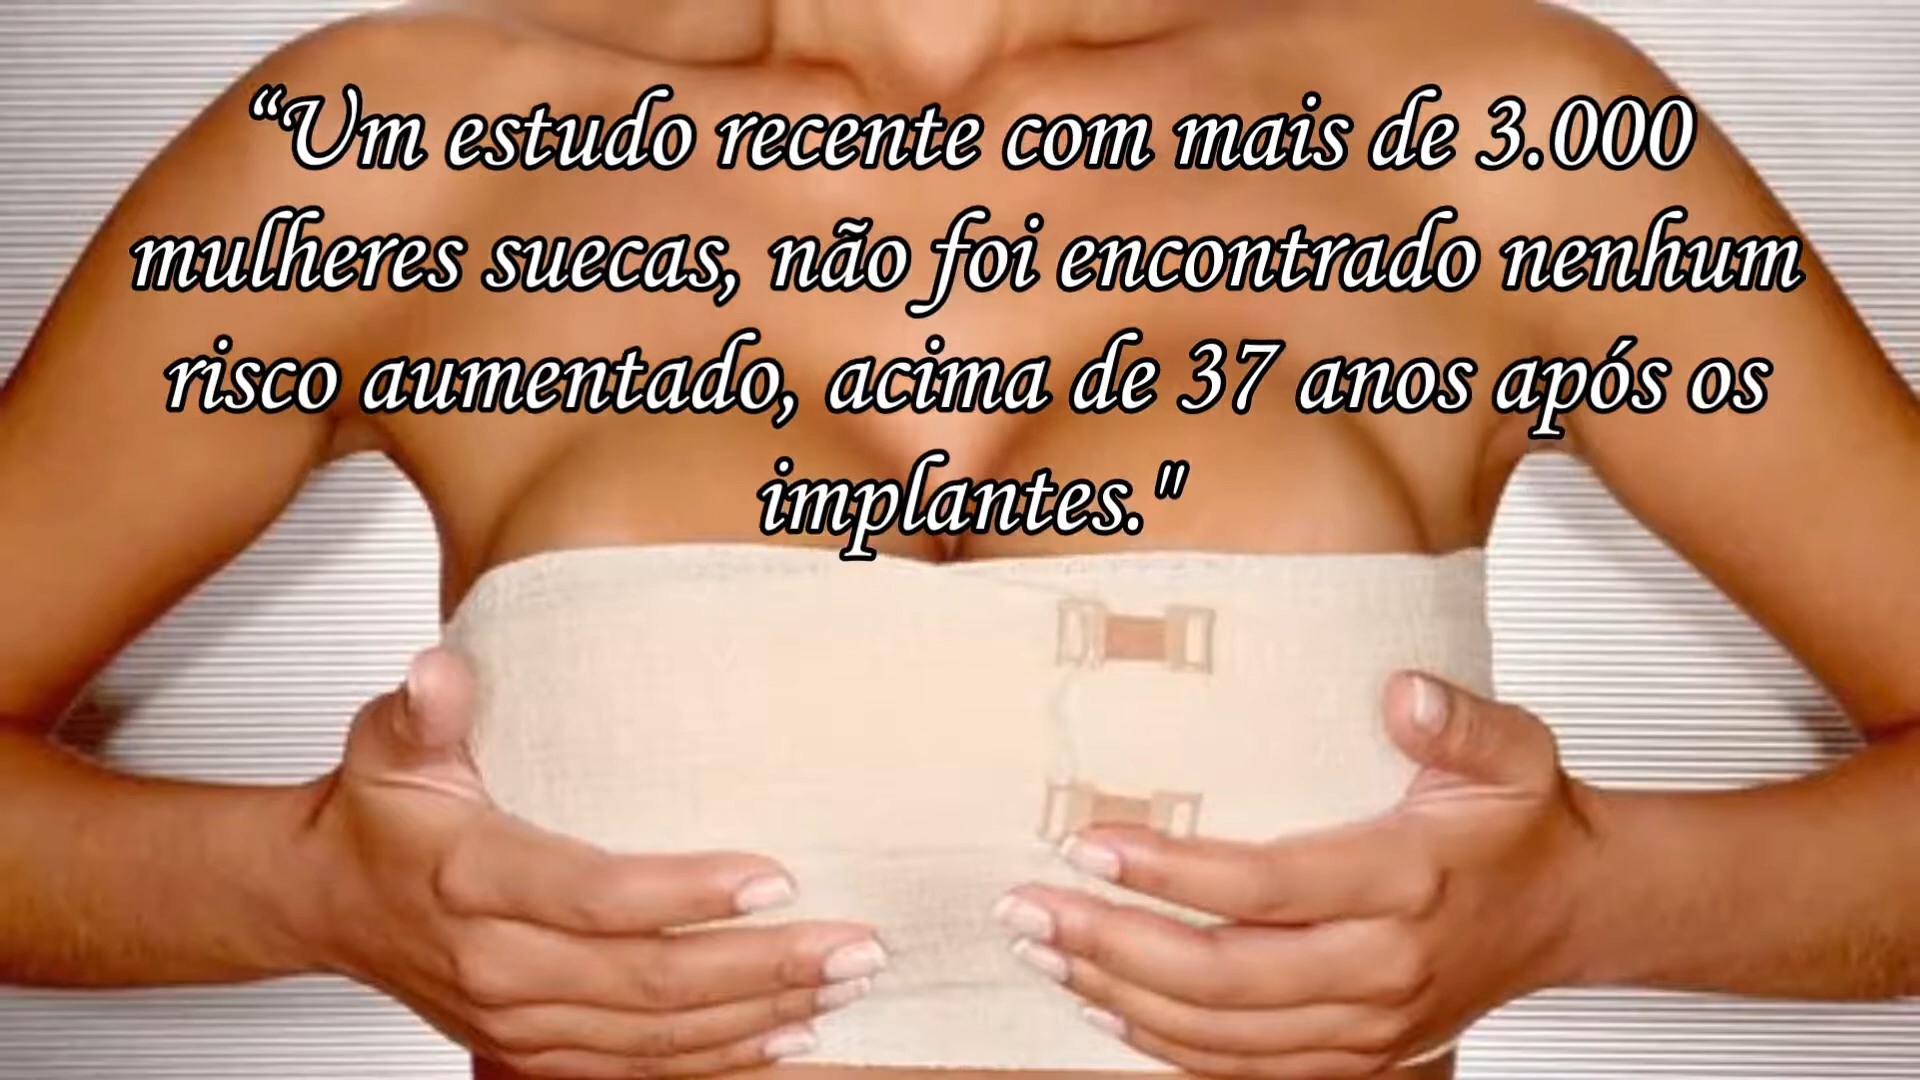 “Um estudo recente com mais de 3.000
mulheres suecas, não foi encontrado nenhum
risco aumentado, acima de 37 anos após os
implantes."